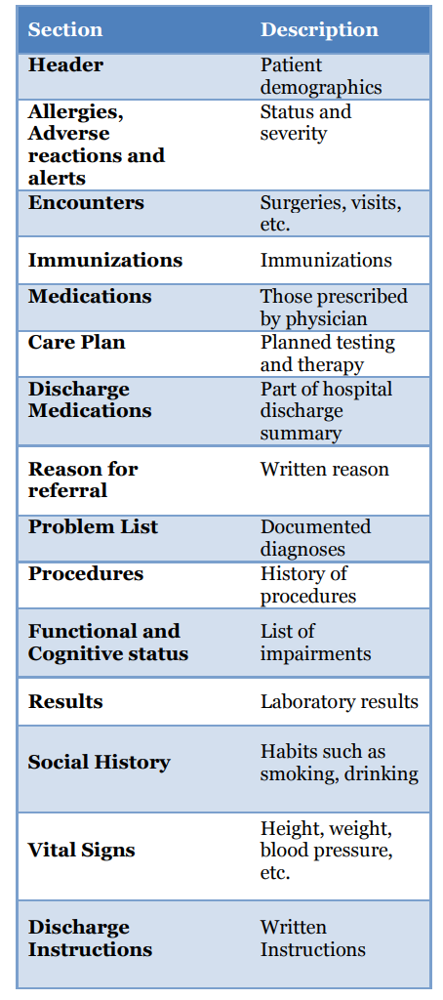 Section Description
Header Patient
demographics
Allergies, Status and
Adverse severity
reactions and
alerts
Encounters Surgeries, visits,
etc.
Immunizations Immunizations
Medications Those prescribed
by physician
Care Plan Planned testing
and therapy
Discharge Part of hospital
Medications discharge
summary
Reason for Written reason
referral
Problem List Documented
diagnoses
Procedures History of
procedures
Functional and List of
Cognitive status impairments
Results Laboratory results
Social History Habits such as
smoking, drinking
Vital Signs Height, weight,
blood pressure,
etc.
Discharge Written
Instructions Instructions